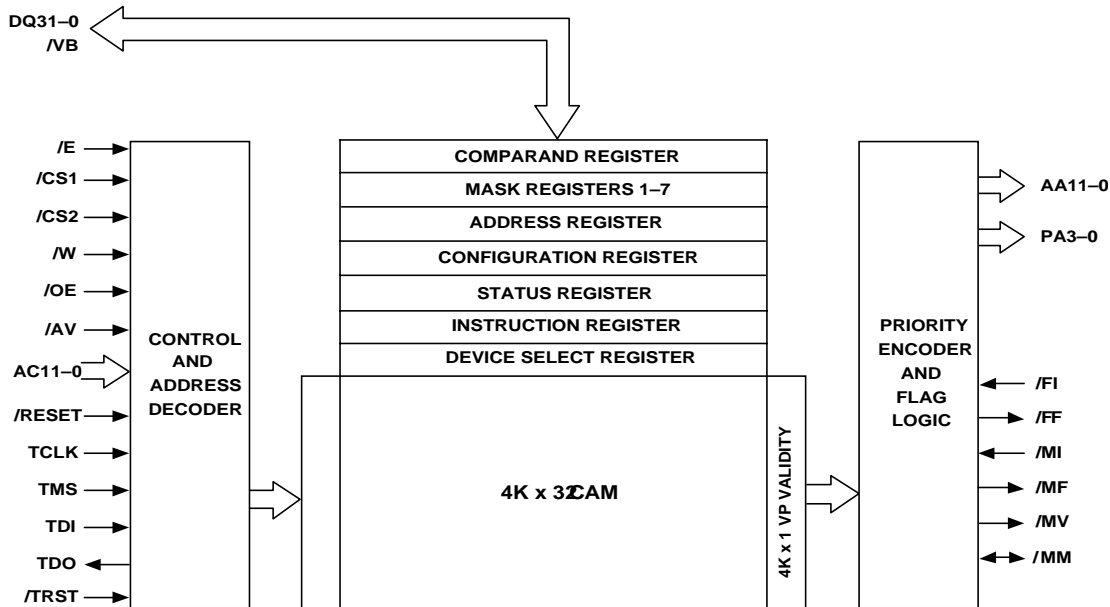 DQ31–0
/VB
/E
/CS1
/CS2
/W
/OE
/AV
AC11–0
/RESET
TCLK
TMS
TDI
TDO
/TRST
CONTROL
AND
ADDRESS
DECODER
COMPARAND REGISTER
MASK REGISTERS 1–7
ADDRESS REGISTER
CONFIGURATION REGISTER
STATUS REGISTER
INSTRUCTION REGISTER
DEVICE SELECT REGISTER
4K x 32CAM
4K x 1 VP VALIDITY
PRIORITY
ENCODER
AND
FLAG
LOGIC
AA11–0
PA3–0
/FI
/FF
/MI
/MF
/MV
/MM